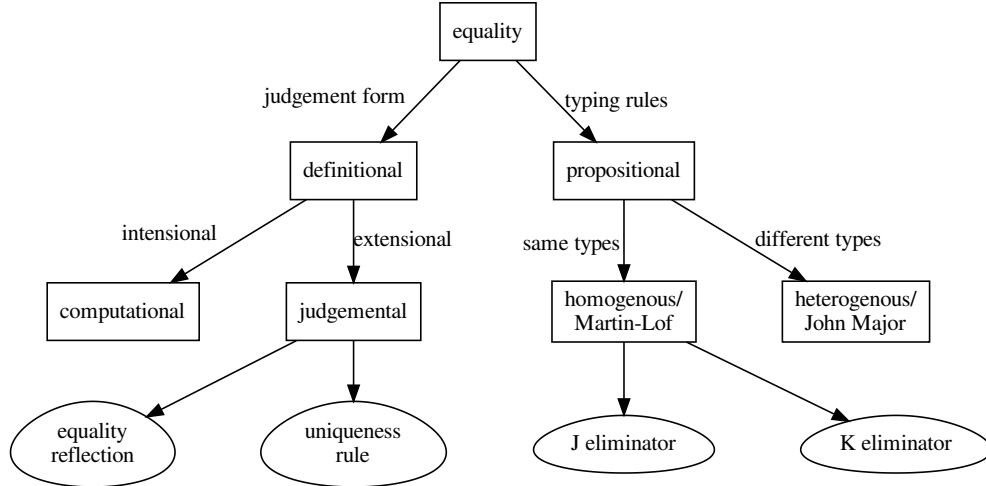 equality
judgement form
typing rules
definitional
propositional
intensional
extensional
same types
different types
computational
judgemental
homogenous/
Martin-Lof
heterogenous/
John Major
equality
reflection
uniqueness
rule
J eliminator
K eliminator